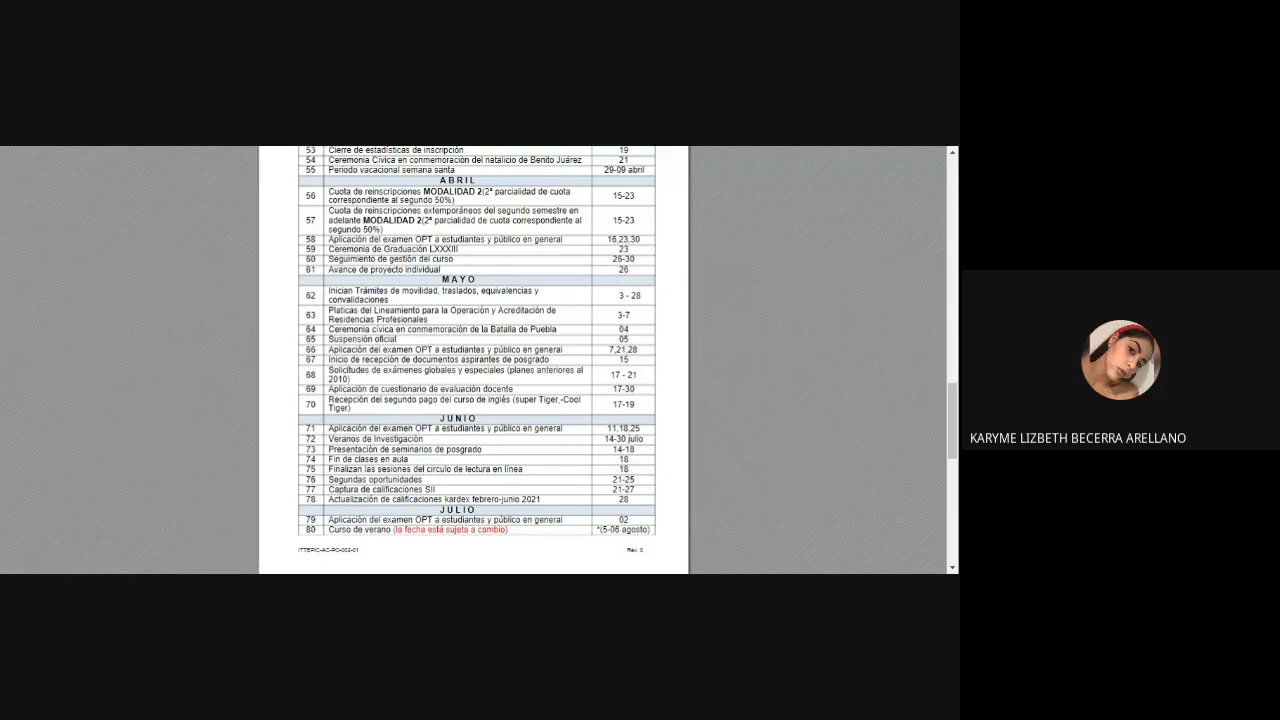 53 Cierre de estadísticas de inscripción 19
54 Ceremonia Cívica en conmemoración del natalicio de Benito Juárez 21
55 Periodo vacacional semana santa 29-09 abril
ABRIL
56 Cuota de reinscripciones MODALIDAD 2(2ª parcialidad de cuota
correspondiente al segundo 50%) 15-23
57 Cuota de reinscripciones extemporáneos del segundo semestre en
adelante MODALIDAD 2(2ª parcialidad de cuota correspondiente al
segundo 50%) 15-23
58 Aplicación del examen OPT a estudiantes y público en general 16,23,30
59 Ceremonia de Graduación LXXXIII 23
60 Seguimiento de gestión del curso 26-30
61 Avance de proyecto individual 26
MAYO
62 Inician Trámites de movilidad, traslados, equivalencias y
convalidaciones 3 - 28
63 Platicas del Lineamiento para la Operación y Acreditación de
Residencias Profesionales 3-7
64 Ceremonia cívica en conmemoración de la Batalla de Puebla 04
65 Suspensión oficial 05
66 Aplicación del examen OPT a estudiantes y público en general 7,21,28
67 Inicio de recepción de documentos aspirantes de posgrado 15
68 Solicitudes de exámenes globales y especiales (planes anteriores al
2010) 17 - 21
69 Aplicación de cuestionario de evaluación docente 17-30
70 Recepción del segundo pago del curso de inglés (super Tiger,-Cool
Tiger) 17-19
JUNIO
71 Aplicación del examen OPT a estudiantes y público en general 11,18,25
72 Veranos de Investigación 14-30 julio
73 Presentación de seminarios de posgrado 14-18
74 Fin de clases en aula 18
75 Finalizan las sesiones del circulo de lectura en línea 18
76 Segundas oportunidades 21-25
77 Captura de calificaciones SII 21-27
78 Actualización de calificaciones kardex febrero-junio 2021 28
JULIO
79 Aplicación del examen OPT a estudiantes y público en general 02
80 Curso de verano (la fecha está sujeta a cambio) *(5-06 agosto)
ITTEPIC-AC-PO-002-01 Rev. 0
KARYME LIZBETH BECERRA ARELLANO